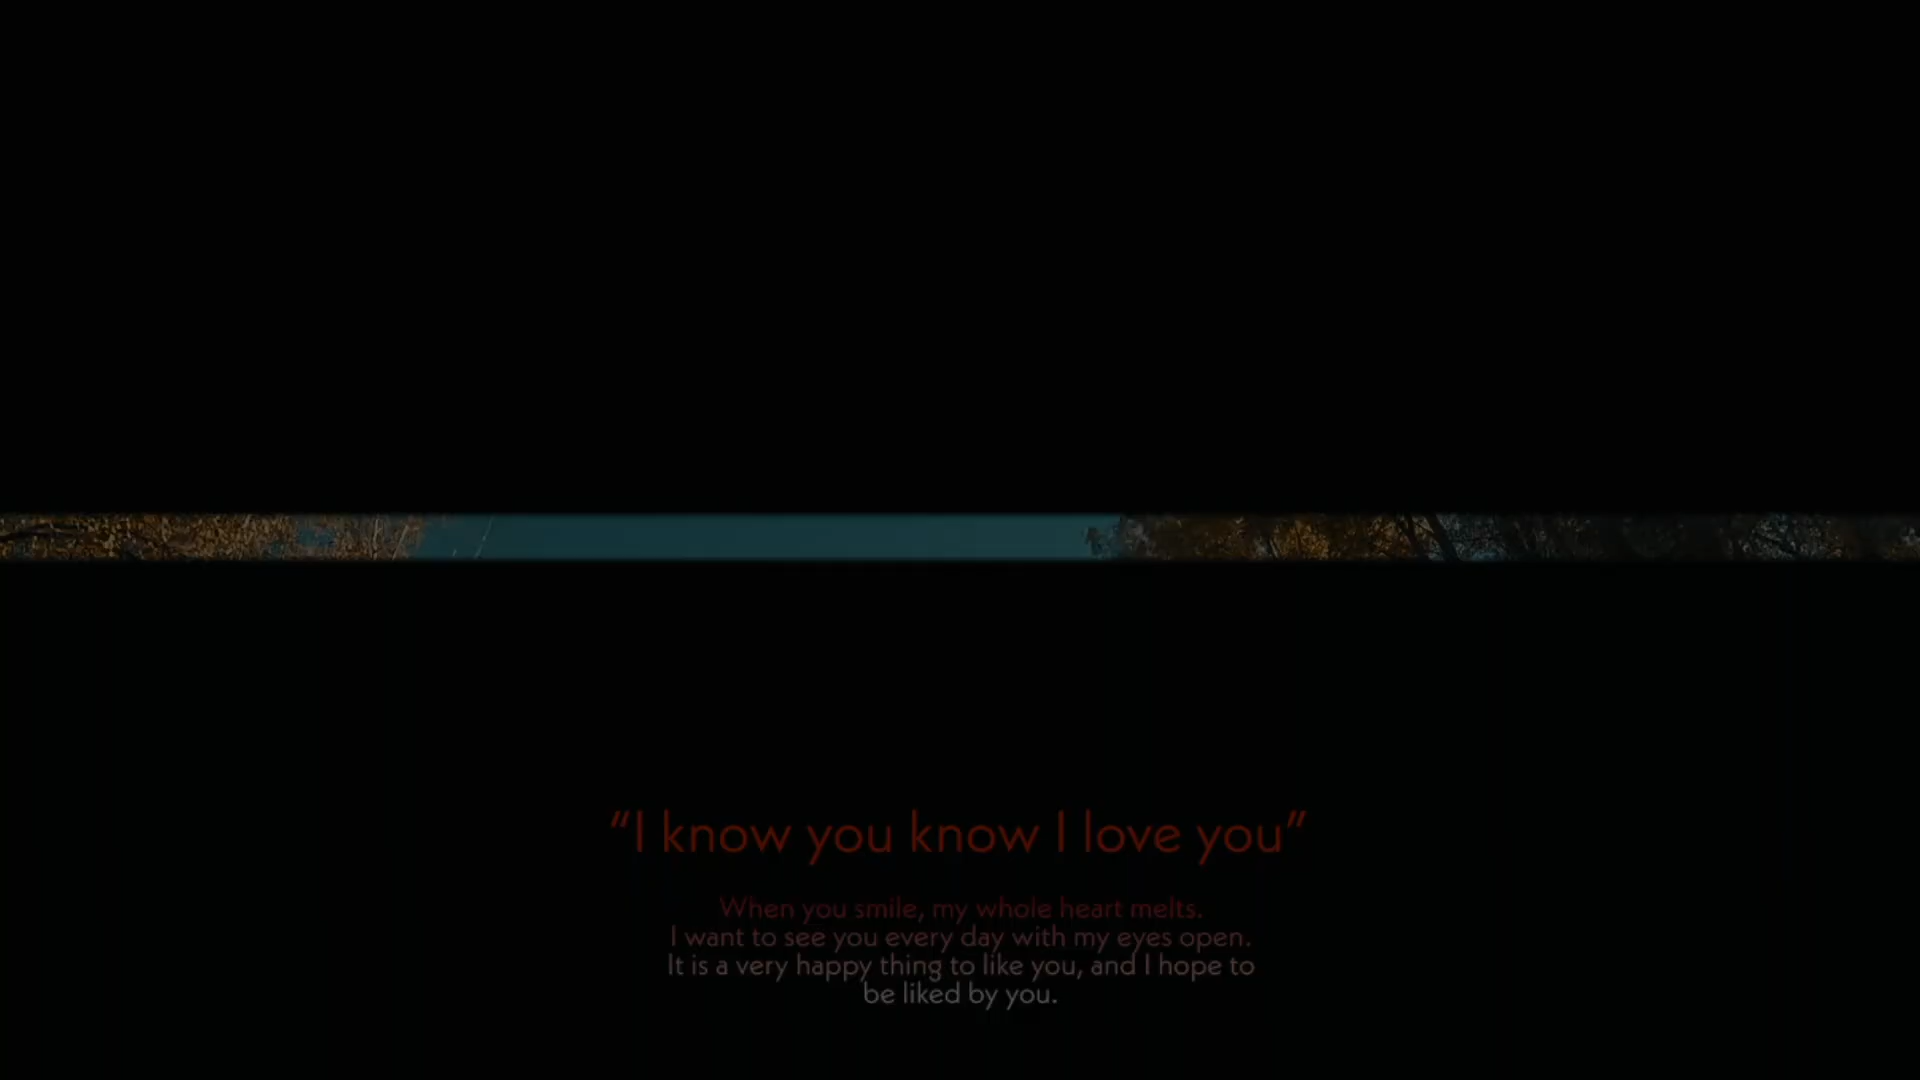 “I know you know I love you”
When you smile, my whole heart melts.
I want to see you every day with my eyes open.
It is a very happy thing to like you, and I hope to
be liked by you.